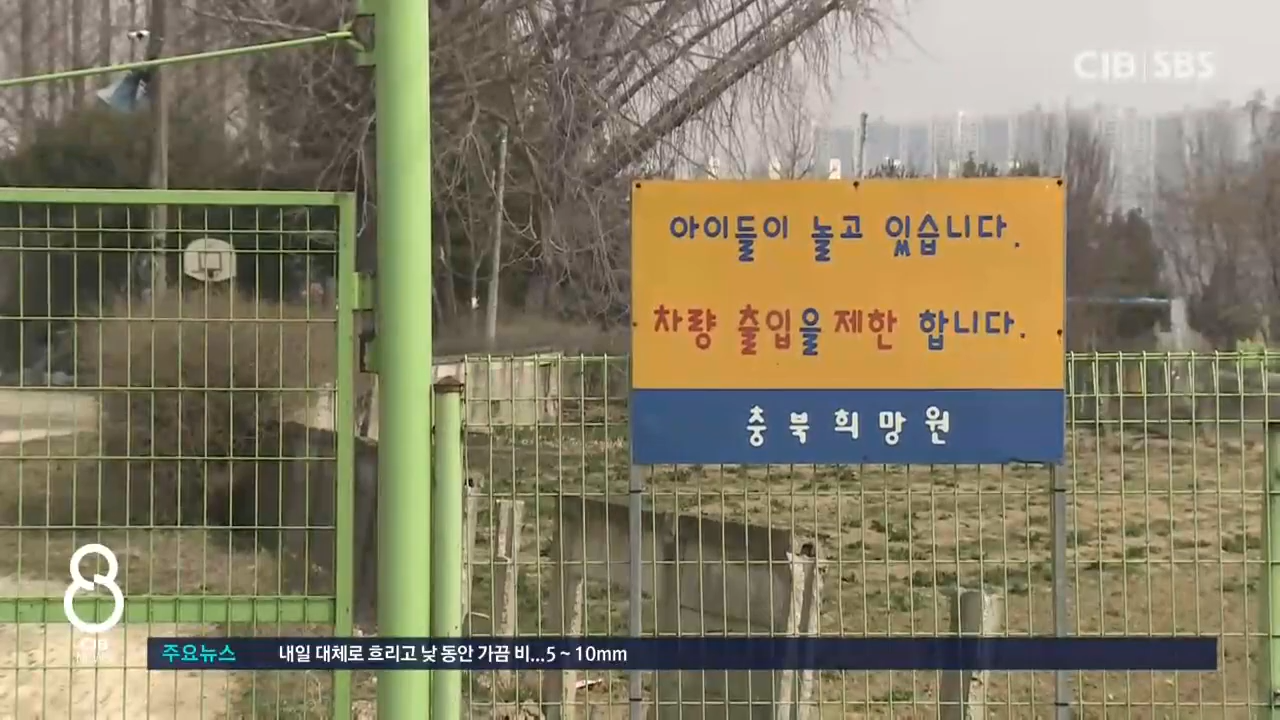 CJB SBS
아이들이 놀고 있습니다.
차량 출입을 제한 합니다.
충북희망원
8
주요뉴스 내일 대체로 흐리고 낮 동안 가끔 비...5 ~ 10mm